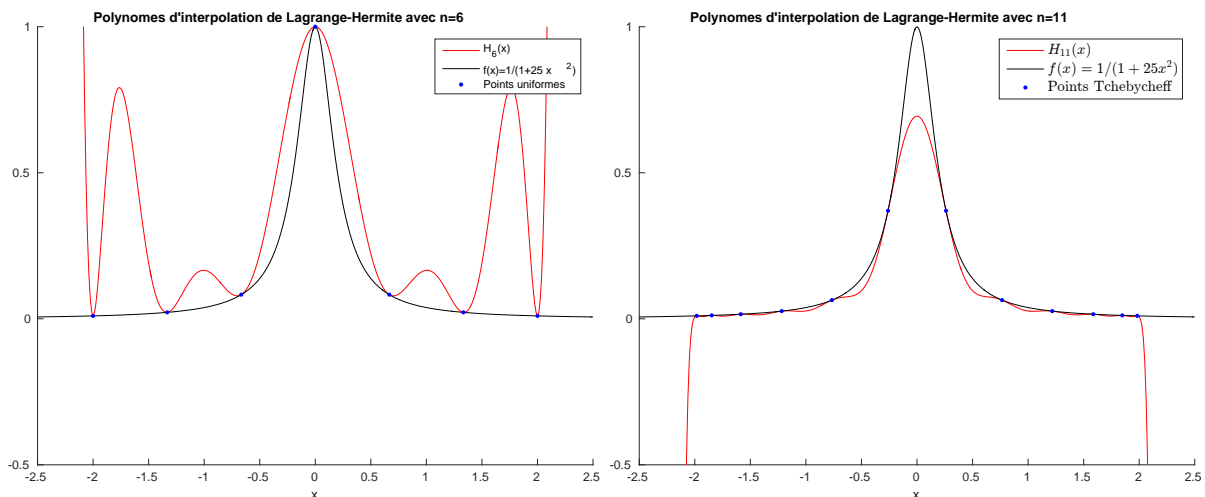 Polynomes d'interpolation de Lagrange-Hermite avec n=6
H6(x)
f(x)=1/(1+25 x 2)
Points uniformes
1
0.5
0
-0.5
-2.5 -2 -1.5 -1 -0.5 0 0.5 1 1.5 2 2.5
x
Polynomes d'interpolation de Lagrange-Hermite avec n=11
H11(x)
f(x) = 1/(1 + 25x2)
Points Tchebycheff
1
0.5
0
-0.5
-2.5 -2 -1.5 -1 -0.5 0 0.5 1 1.5 2 2.5
x